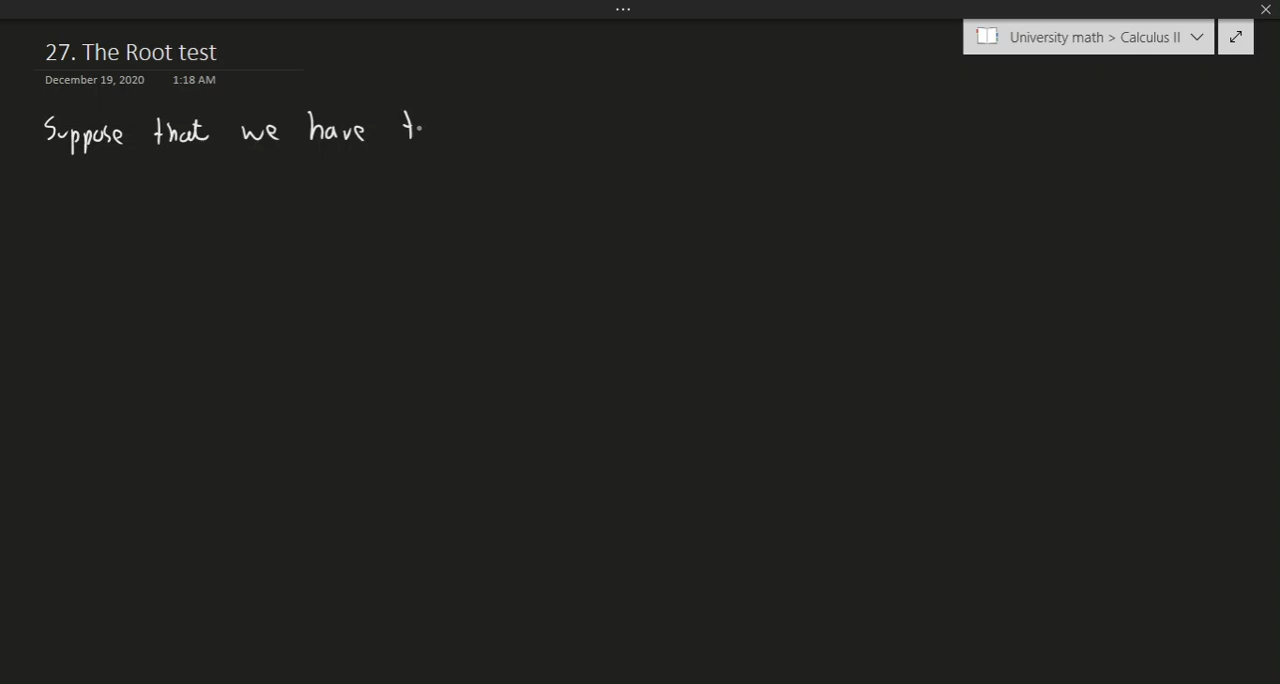 27. The Root test
University math > Calculus II
December 19, 2020 1:18 AM
Suppose that we have t